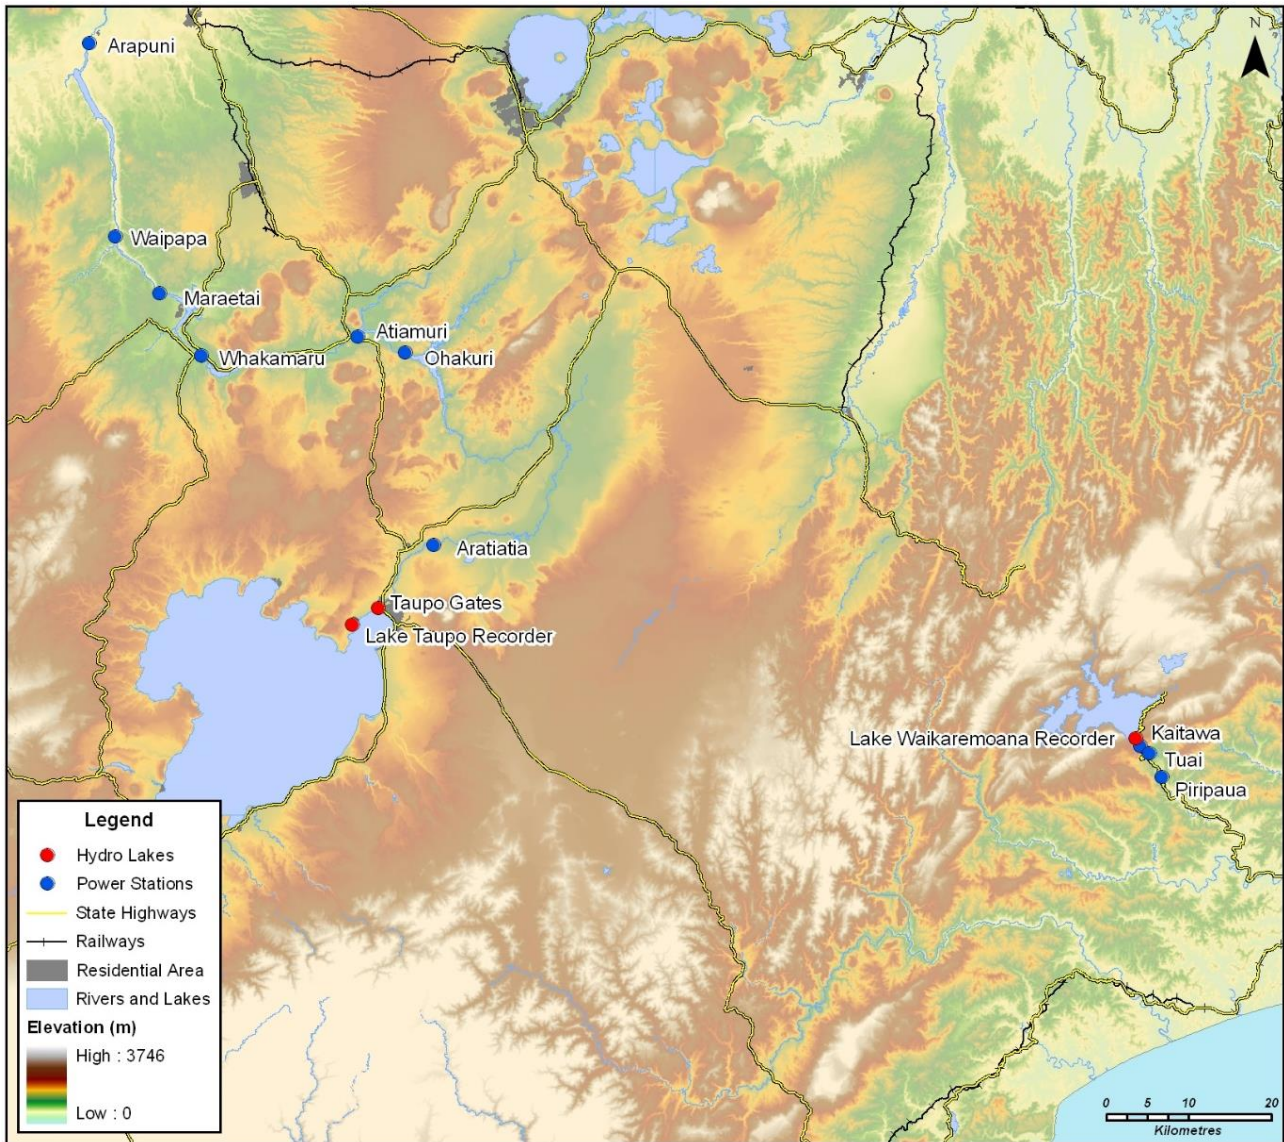 N
Arapuni
Waipapa
Maraetai
Atiamuri
Whakamaru
Ohakuri
Aratiatia
Taupo Gates
Lake Taupo Recorder
Lake Waikaremoana Recorder
Kaitawa
Tuai
Piripaua
Legend
Hydro Lakes
Power Stations
State Highways
Railways
Residential Area
Rivers and Lakes
Elevation (m)
High : 3746
Low : 0
0 5 10 20
Kilometres